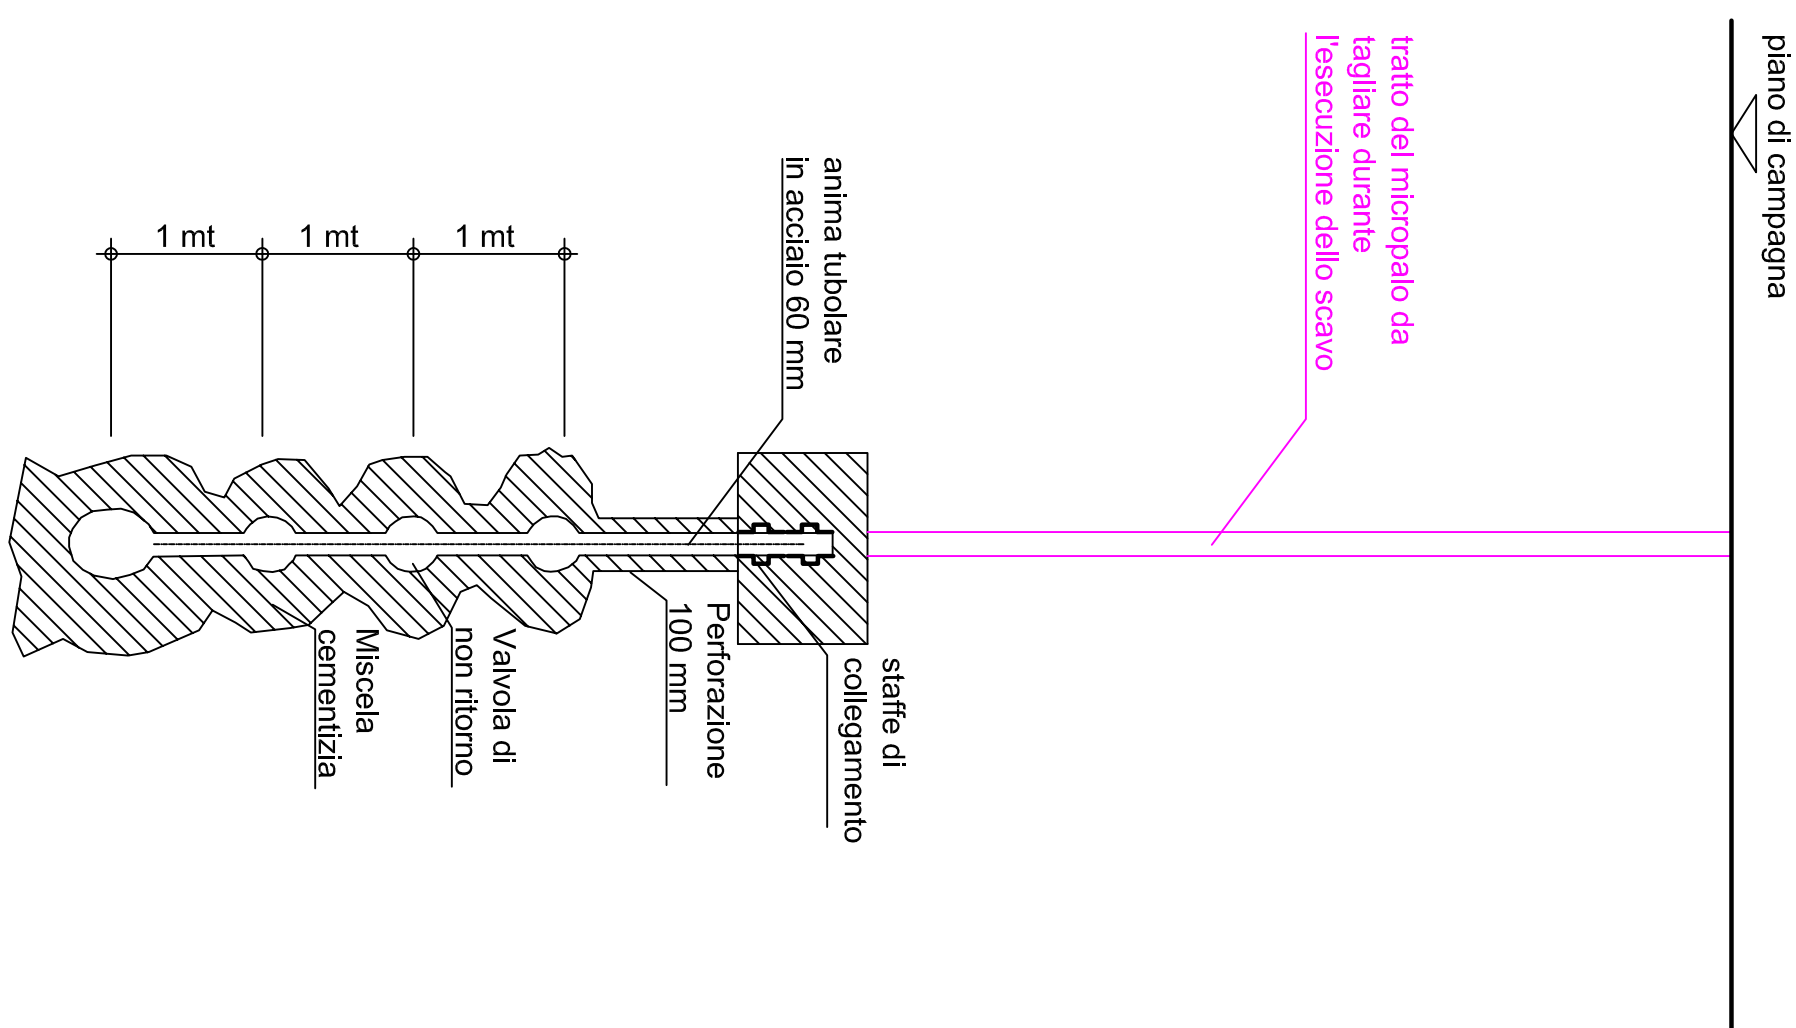 piano di campagna
tratto del micropalo da
tagliare durante
l'esecuzione dello scavo
anima tubolare
in acciaio 60 mm
1 mt
1 mt
1 mt
staffe di
collegamento
Perforazione
100 mm
Valvola di
non ritorno
Miscela
cementizia